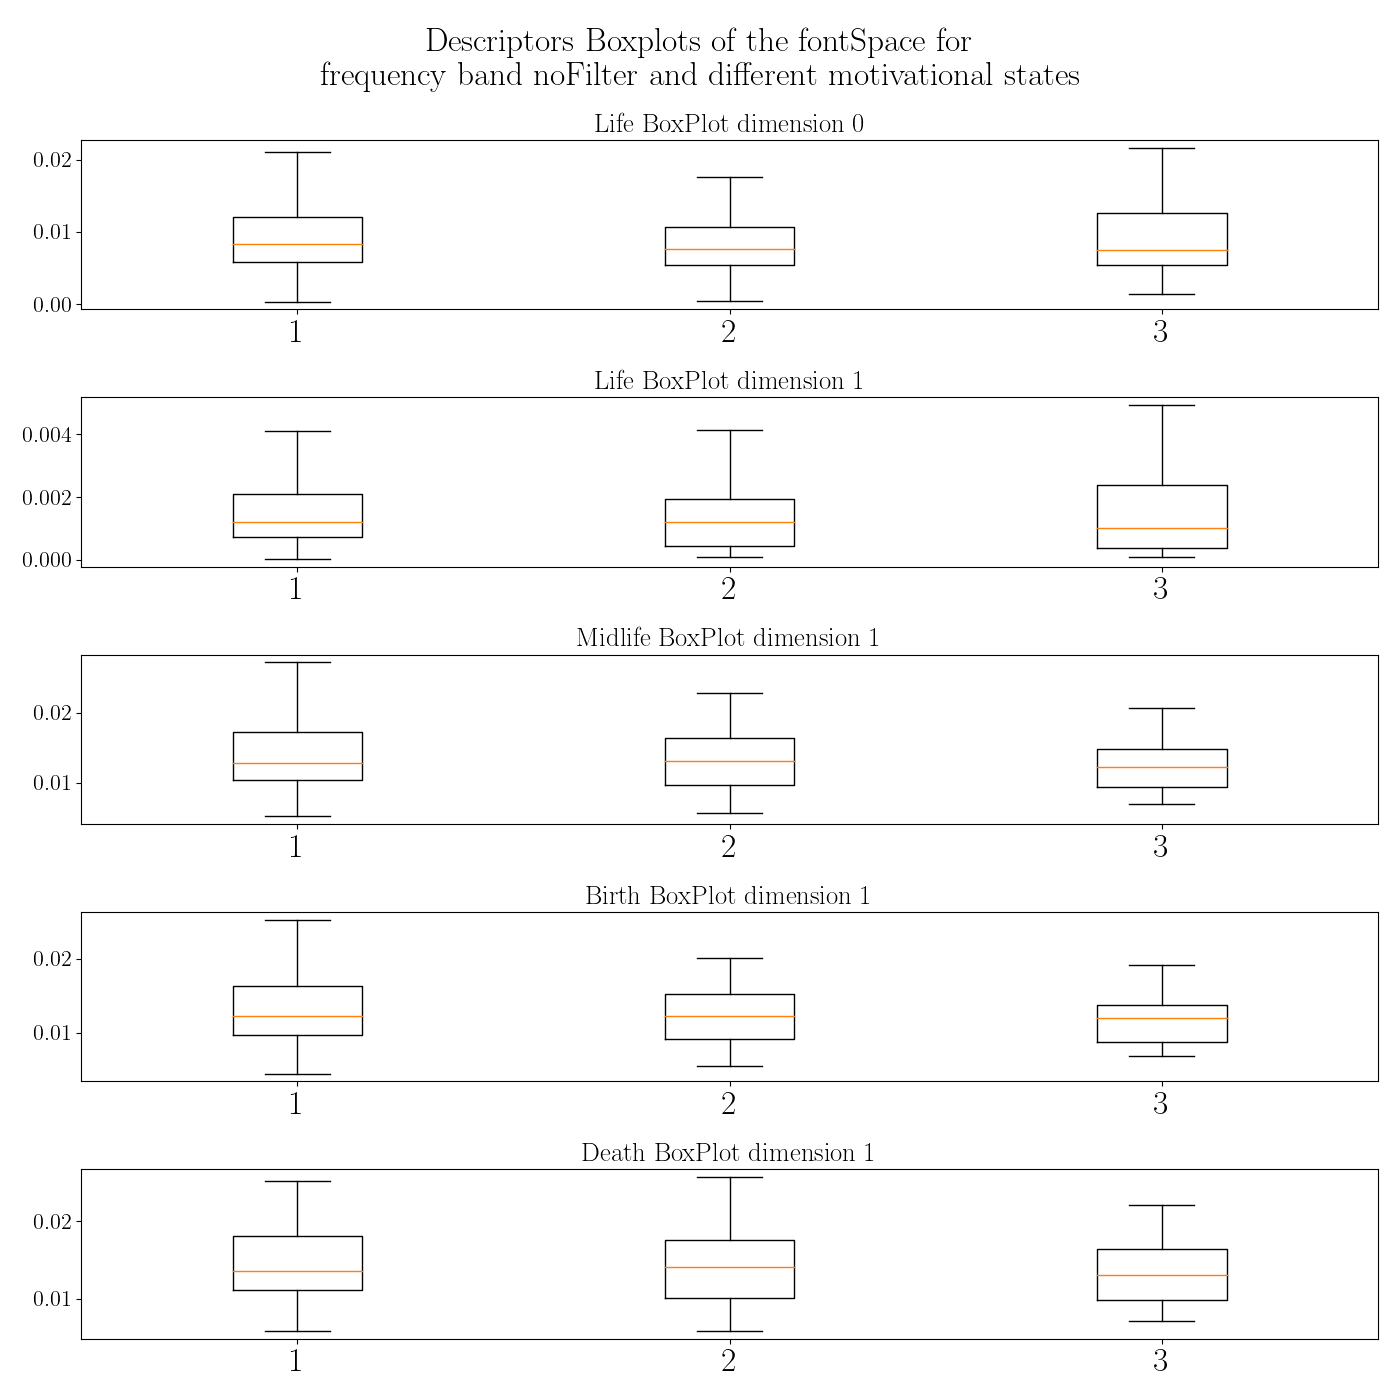 Descriptors Boxplots of the fontSpace for
frequency band noFilter and different motivational states
Life BoxPlot dimension 0
0.02
0.01
0.00
1 2 3
Life BoxPlot dimension 1
0.004
0.002
0.000
1 2 3
Midlife BoxPlot dimension 1
0.02
0.01
1 2 3
Birth BoxPlot dimension 1
0.02
0.01
1 2 3
Death BoxPlot dimension 1
0.02
0.01
1 2 3